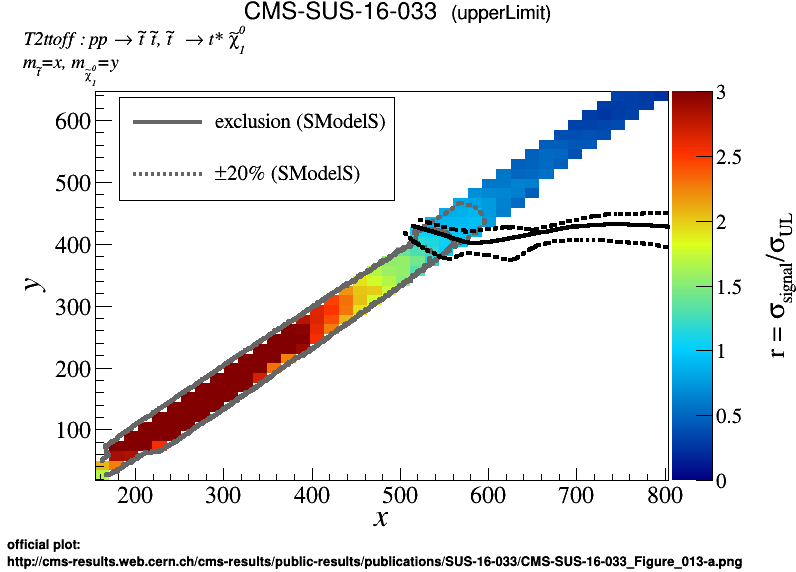 CMS-SUS-16-033 (upperLimit)
T2ttoff : pp → t̃ t̃, t̃ → t* χ̃⁰₁
m_t̃=x, m_χ̃⁰₁=y
exclusion (SModelS)
±20% (SModelS)
600
500
400
300
200
100
y
200 300 400 500 600 700 800
x
3
2.5
2
1.5
1
0.5
0
r = σ_signal/σ_UL
official plot:
http://cms-results.web.cern.ch/cms-results/public-results/publications/SUS-16-033/CMS-SUS-16-033_Figure_013-a.png